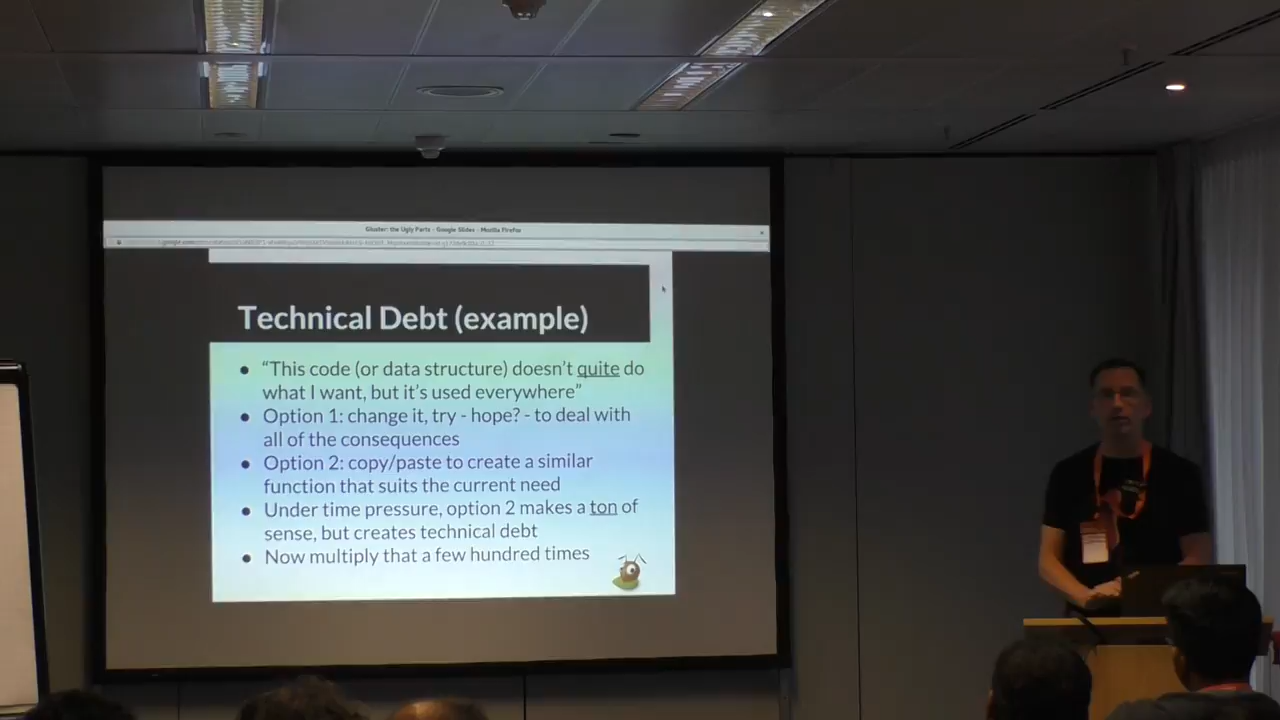 Gluster: the Ugly Parts - Google Slides - Mozilla Firefox
Technical Debt (example)
● “This code (or data structure) doesn’t quite do
what I want, but it’s used everywhere”
● Option 1: change it, try - hope? - to deal with
all of the consequences
● Option 2: copy/paste to create a similar
function that suits the current need
● Under time pressure, option 2 makes a ton of
sense, but creates technical debt
● Now multiply that a few hundred times